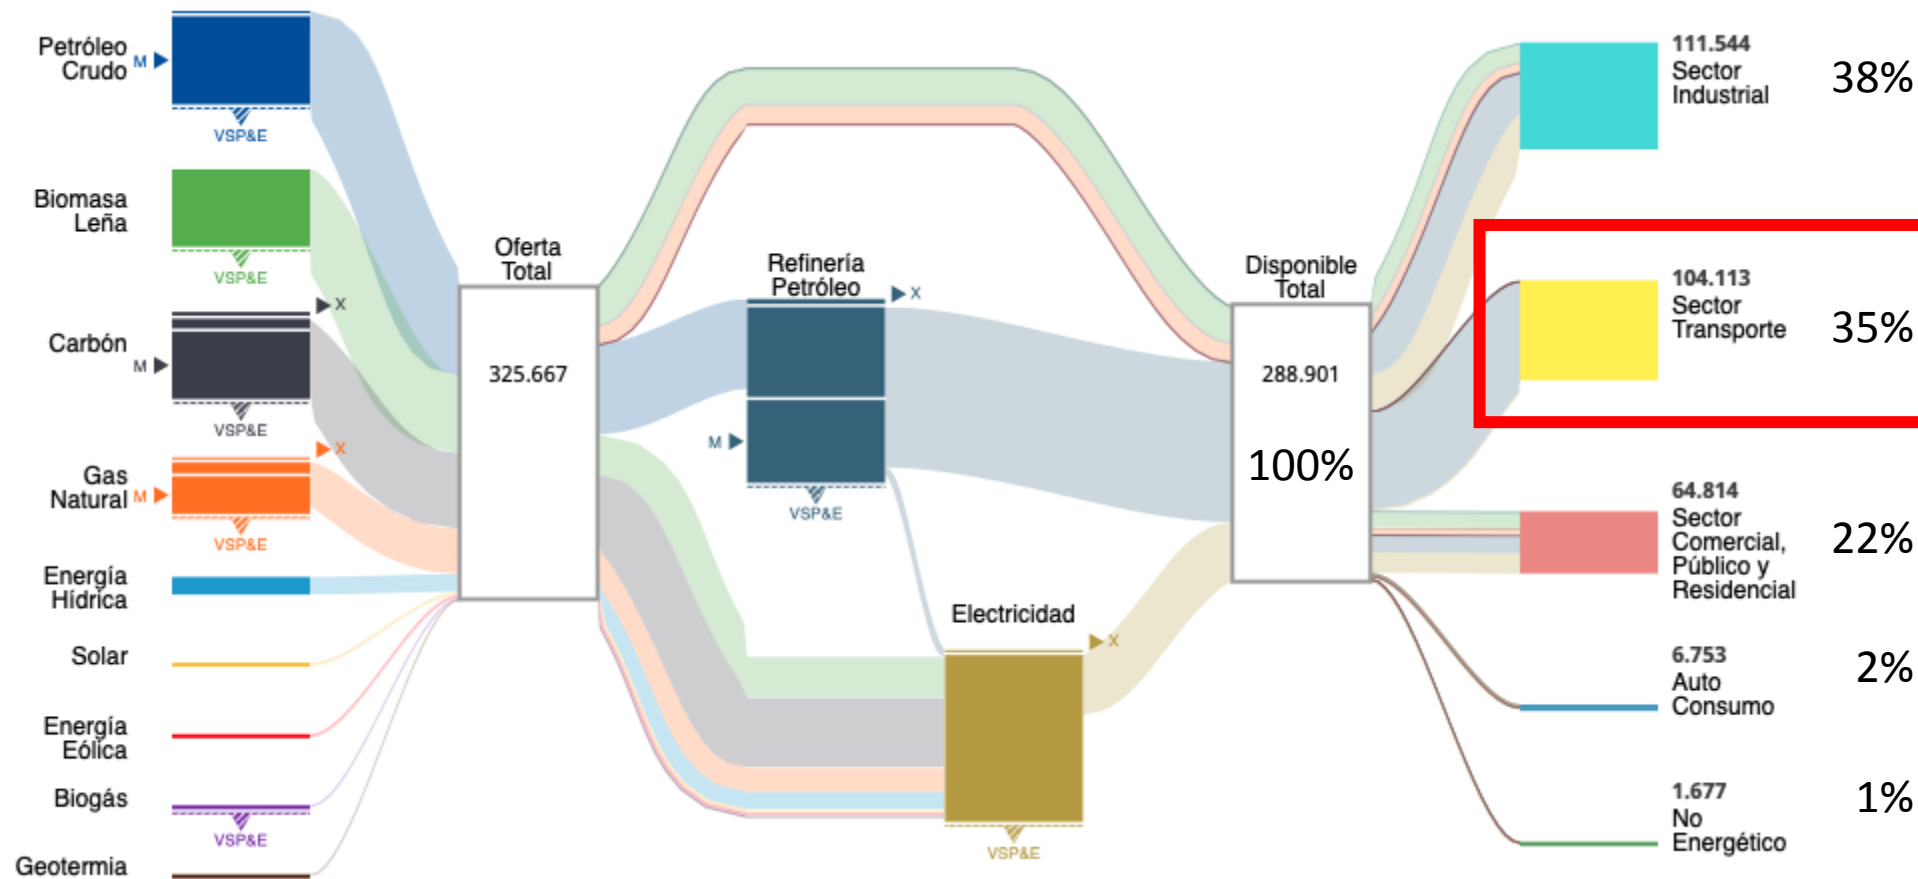 Petróleo
Crudo
M
VSP&E
Biomasa
Leña
VSP&E
X
Carbón
M
VSP&E
X
Gas
Natural
M
VSP&E
Energía
Hídrica
Solar
Energía
Eólica
Biogás
VSP&E
Geotermia
Oferta
Total
325.667
Refinería
Petróleo
X
M
VSP&E
Electricidad
X
VSP&E
Disponible
Total
288.901
100%
111.544
Sector
Industrial
38%
104.113
Sector
Transporte
35%
64.814
Sector
Comercial,
Público y
Residencial
22%
6.753
Auto
Consumo
2%
1.677
No
Energético
1%